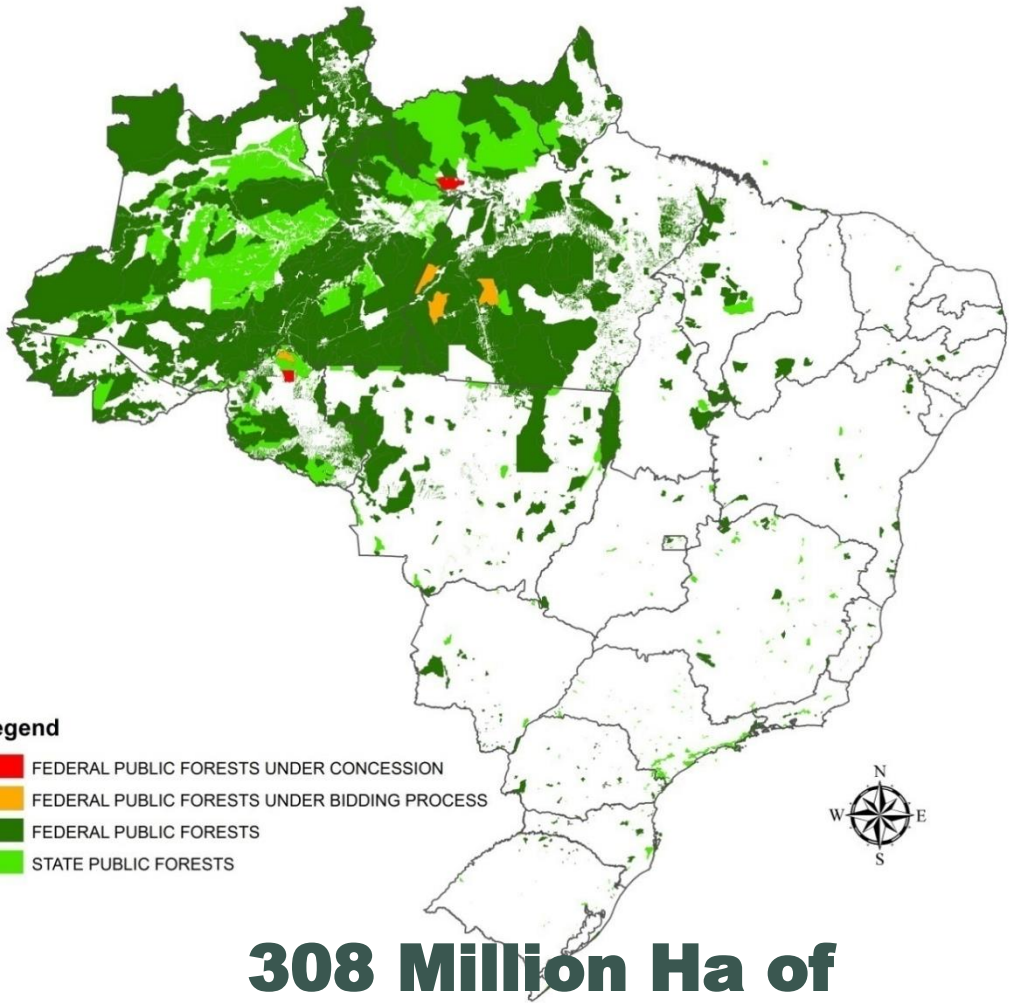 egend
FEDERAL PUBLIC FORESTS UNDER CONCESSION
FEDERAL PUBLIC FORESTS UNDER BIDDING PROCESS
FEDERAL PUBLIC FORESTS
STATE PUBLIC FORESTS
N
W E
S
308 Million Ha of